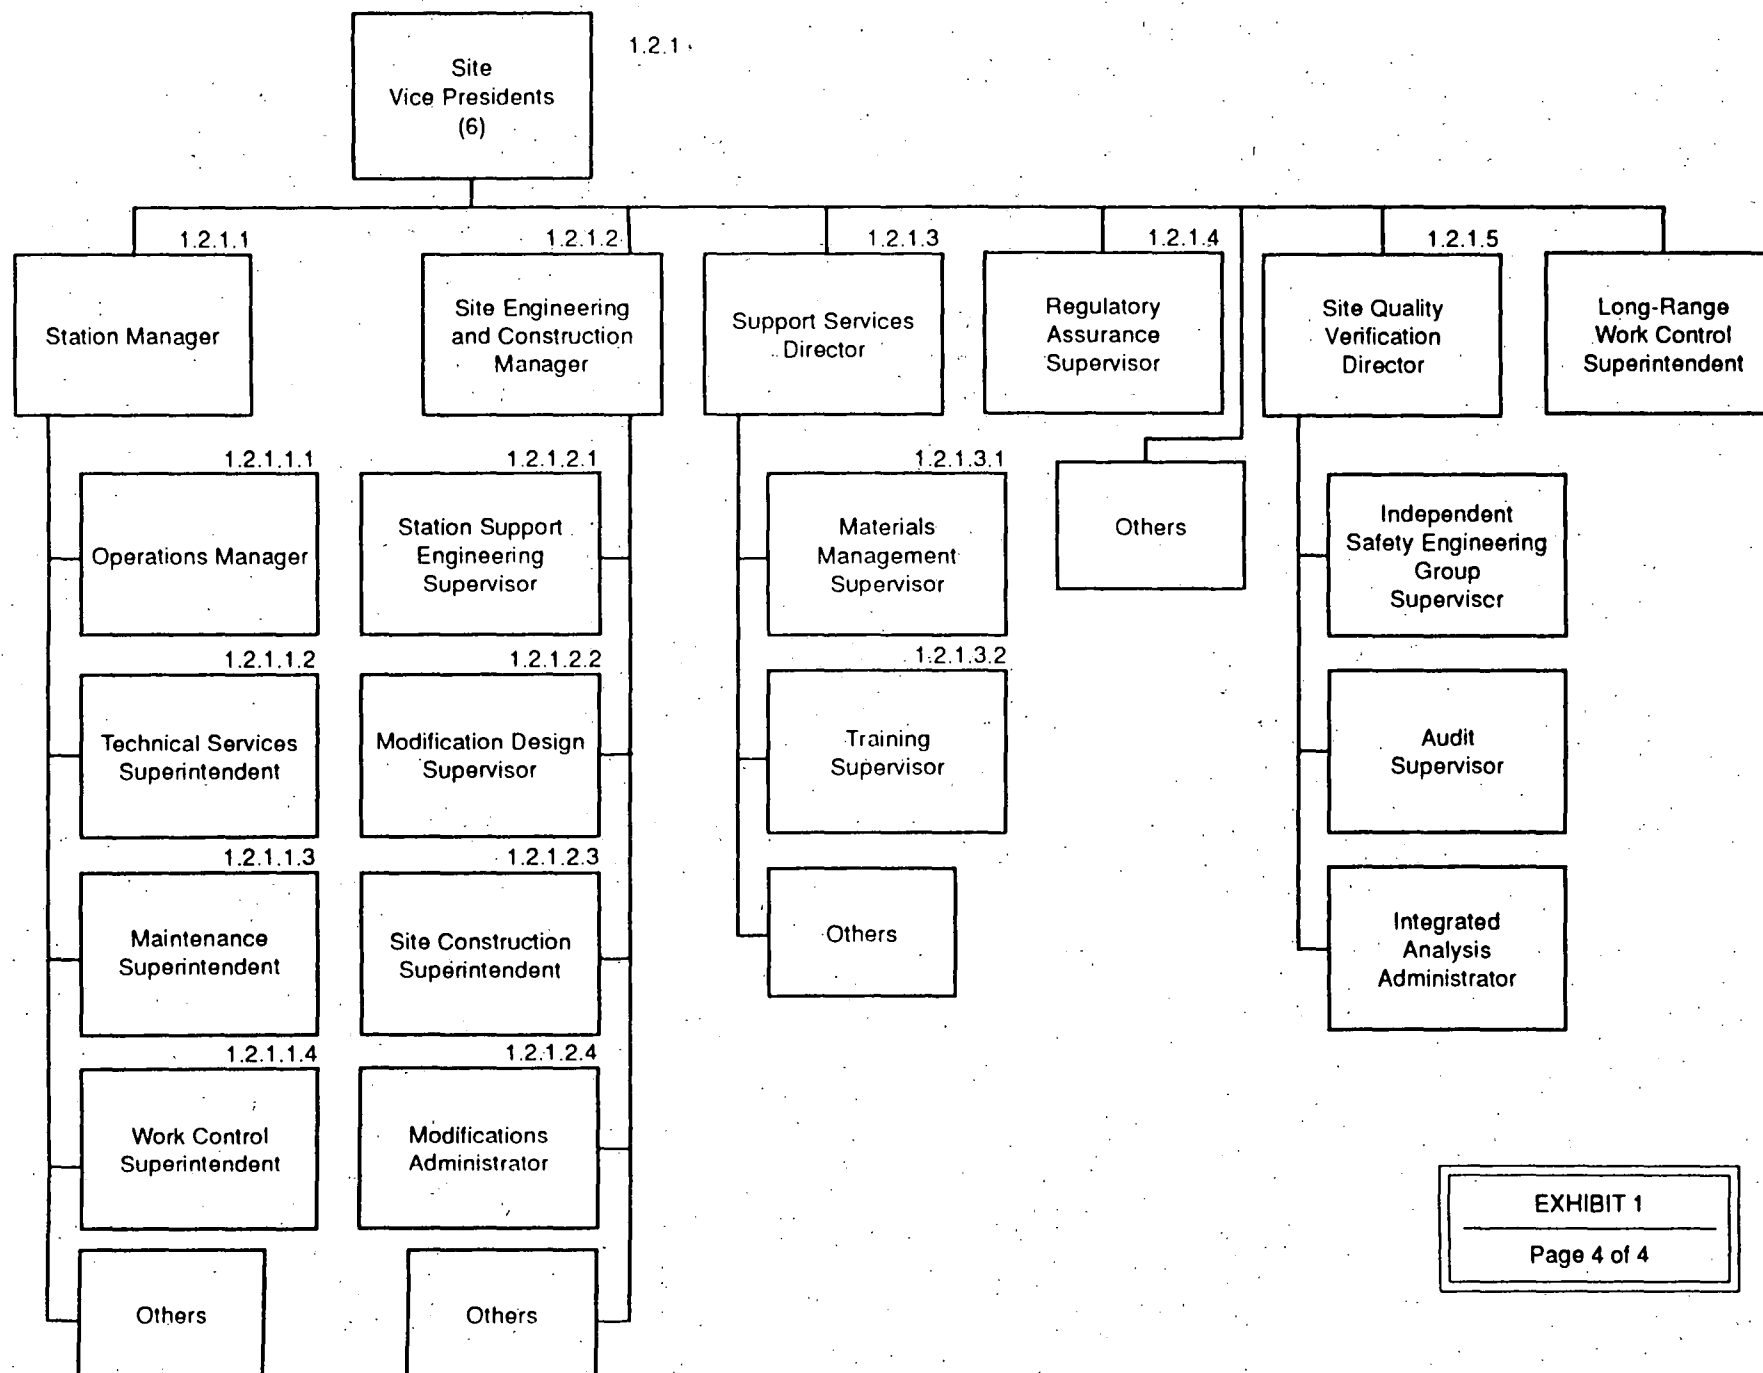 1.2.1
Site
Vice Presidents
(6)
1.2.1.1
Station Manager
1.2.1.2
Site Engineering
and Construction
Manager
1.2.1.3
Support Services
Director
1.2.1.4
Regulatory
Assurance
Supervisor
1.2.1.5
Site Quality
Verification
Director
Long-Range
Work Control
Superintendent
1.2.1.1.1
Operations Manager
1.2.1.2.1
Station Support
Engineering
Supervisor
1.2.1.3.1
Materials
Management
Supervisor
Others
Independent
Safety Engineering
Group
Supervisor
1.2.1.1.2
Technical Services
Superintendent
1.2.1.2.2
Modification Design
Supervisor
1.2.1.3.2
Training
Supervisor
Audit
Supervisor
1.2.1.1.3
Maintenance
Superintendent
1.2.1.2.3
Site Construction
Superintendent
Others
Integrated
Analysis
Administrator
1.2.1.1.4
Work Control
Superintendent
1.2.1.2.4
Modifications
Administrator
Others
Others
EXHIBIT 1
Page 4 of 4